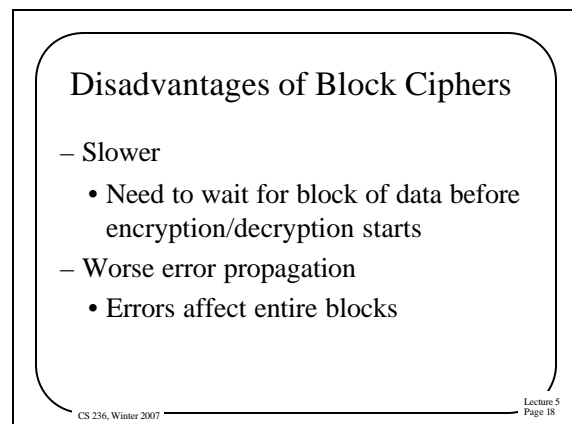 Disadvantages of Block Ciphers
– Slower
• Need to wait for block of data before
encryption/decryption starts
– Worse error propagation
• Errors affect entire blocks
CS 236, Winter 2007
Lecture 5
Page 18